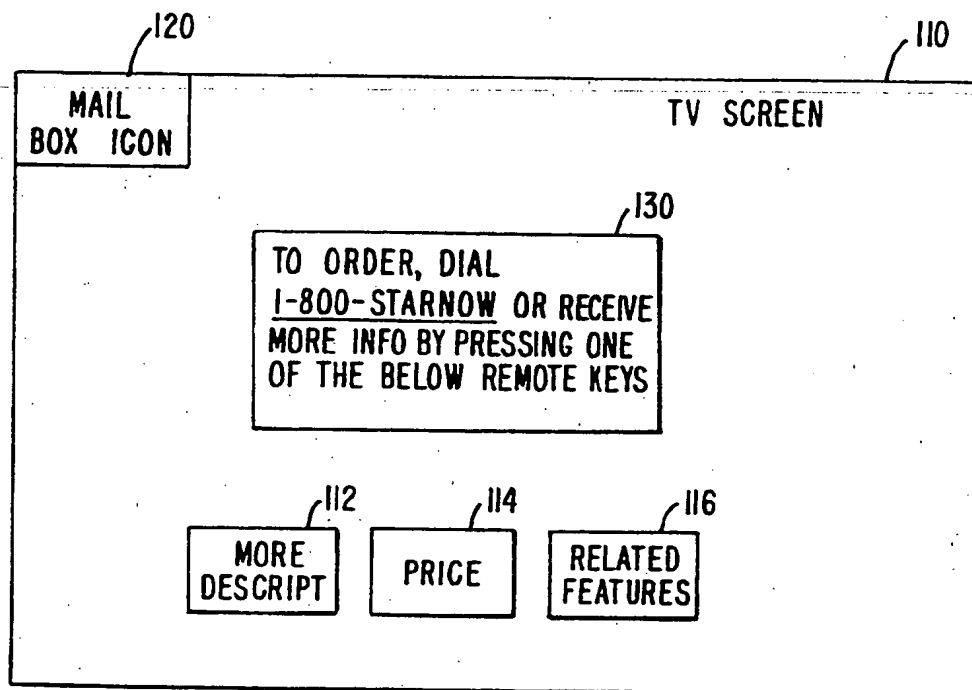 120
110
MAIL
BOX ICON
TV SCREEN
130
TO ORDER, DIAL
1-800-STARNOW OR RECEIVE
MORE INFO BY PRESSING ONE
OF THE BELOW REMOTE KEYS
112
114
116
MORE
DESCRIPT
PRICE
RELATED
FEATURES